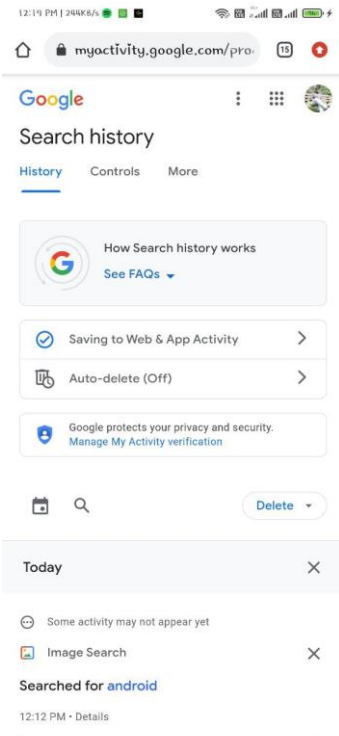 12:19 PM | 244KB/s
myactivity.google.com/pro
15
Google
Search history
History Controls More
G
How Search history works
See FAQs
Saving to Web & App Activity
Auto-delete (Off)
Google protects your privacy and security.
Manage My Activity verification
Delete
Today
Some activity may not appear yet
Image Search
Searched for android
12:12 PM • Details